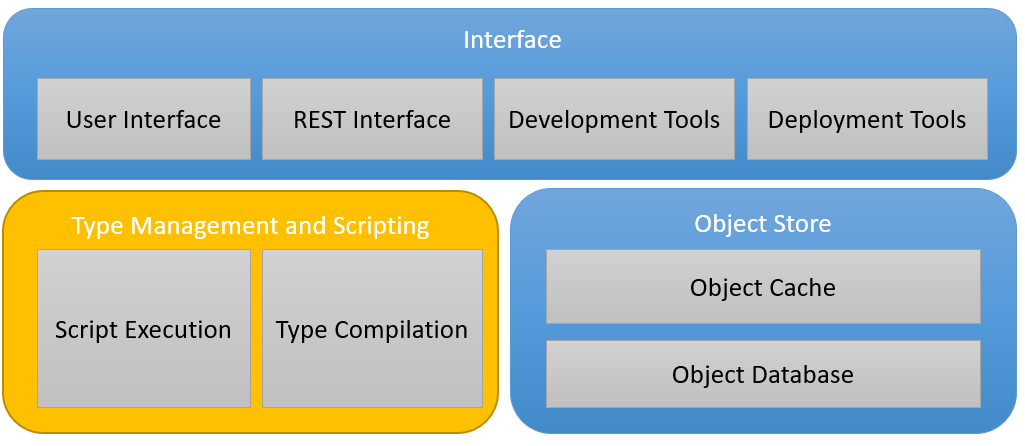 Interface
User Interface
REST Interface
Development Tools
Deployment Tools
Type Management and Scripting
Script Execution
Type Compilation
Object Store
Object Cache
Object Database